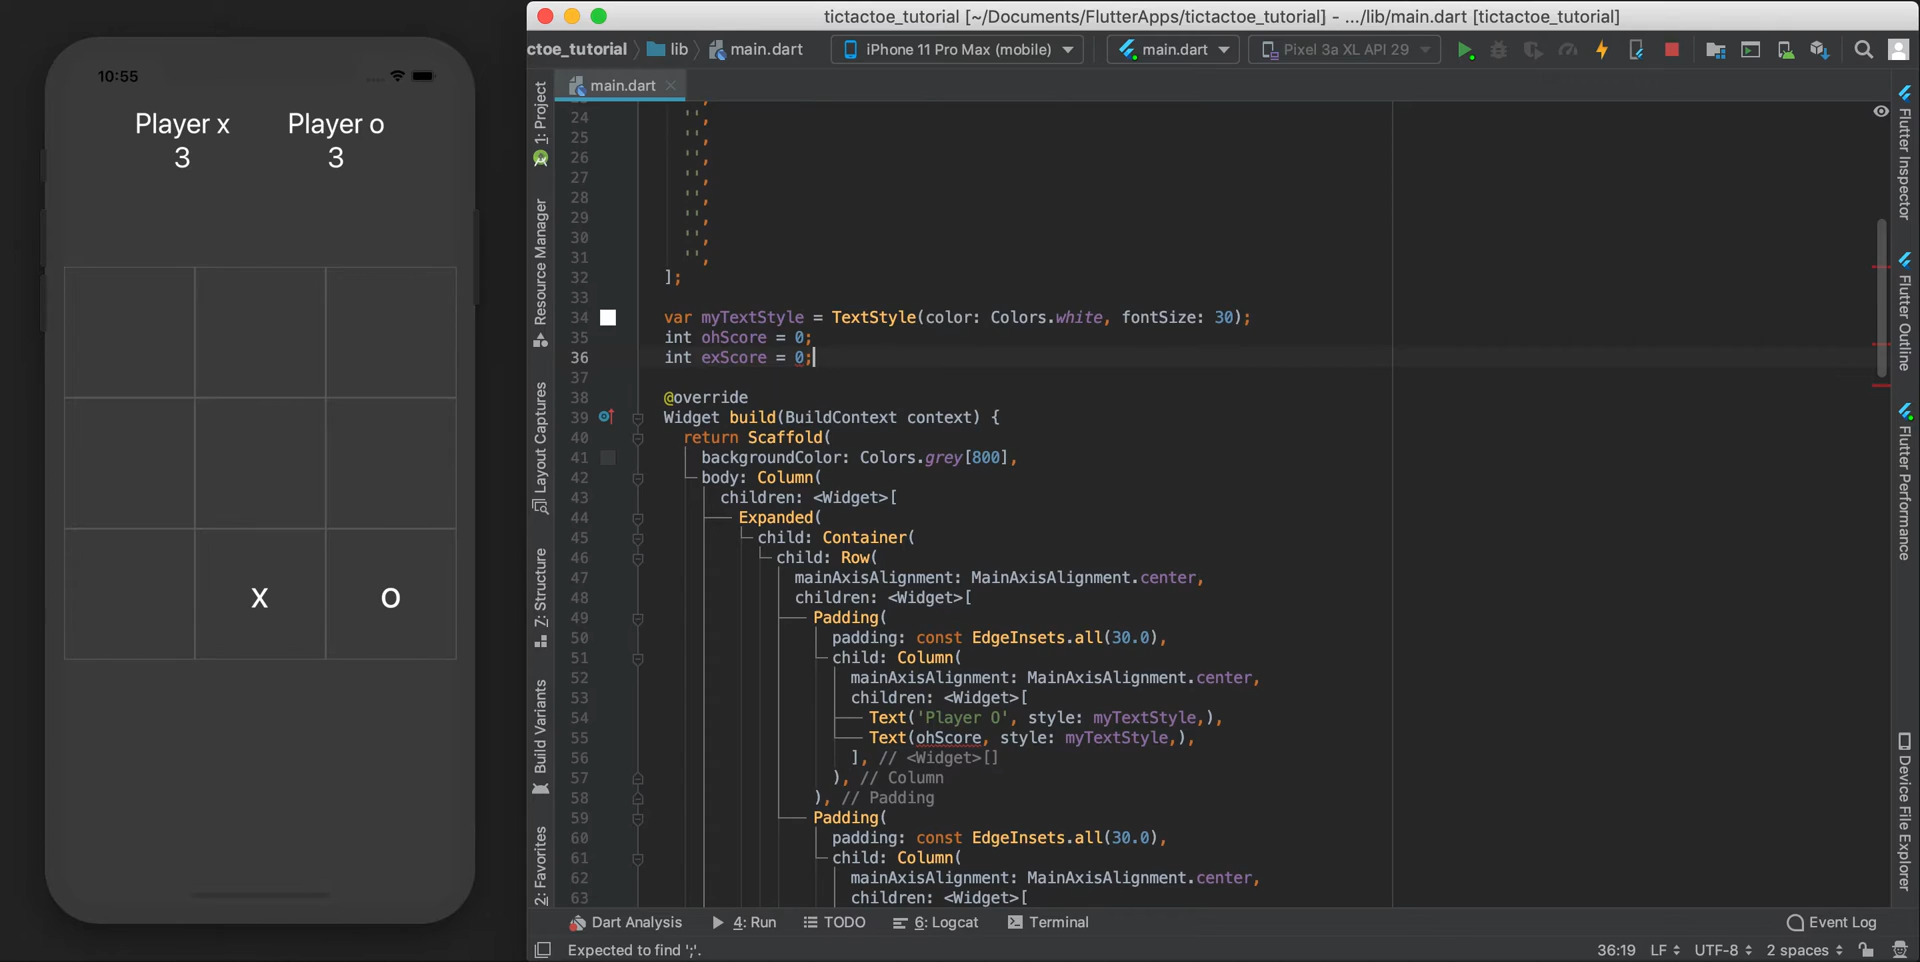 10:55
Player x
3
Player o
3
X
O
tictactoe_tutorial [~/Documents/FlutterApps/tictactoe_tutorial] - .../lib/main.dart [tictactoe_tutorial]
ctoe_tutorial
lib
main.dart
iPhone 11 Pro Max (mobile)
main.dart
Pixel 3a XL API 29
main.dart
1: Project
Resource Manager
Layout Captures
Z: Structure
Build Variants
2: Favorites
24 '',
25 '',
26 '',
27 '',
28 '',
29 '',
30 '',
31 '',
32 ];
33
34 var myTextStyle = TextStyle(color: Colors.white, fontSize: 30);
35 int ohScore = 0;
36 int exScore = 0;
37
38 @override
39 Widget build(BuildContext context) {
40 return Scaffold(
41 backgroundColor: Colors.grey[800],
42 body: Column(
43 children: <Widget>[
44 Expanded(
45 child: Container(
46 child: Row(
47 mainAxisAlignment: MainAxisAlignment.center,
48 children: <Widget>[
49 Padding(
50 padding: const EdgeInsets.all(30.0),
51 child: Column(
52 mainAxisAlignment: MainAxisAlignment.center,
53 children: <Widget>[
54 Text('Player O', style: myTextStyle,),
55 Text(ohScore, style: myTextStyle,),
56 ], // <Widget>[]
57 ), // Column
58 ), // Padding
59 Padding(
60 padding: const EdgeInsets.all(30.0),
61 child: Column(
62 mainAxisAlignment: MainAxisAlignment.center,
63 children: <Widget>[
Flutter Inspector
Flutter Outline
Flutter Performance
Device File Explorer
Dart Analysis
4: Run
TODO
6: Logcat
Terminal
Event Log
Expected to find ';'.
36:19
LF
UTF-8
2 spaces